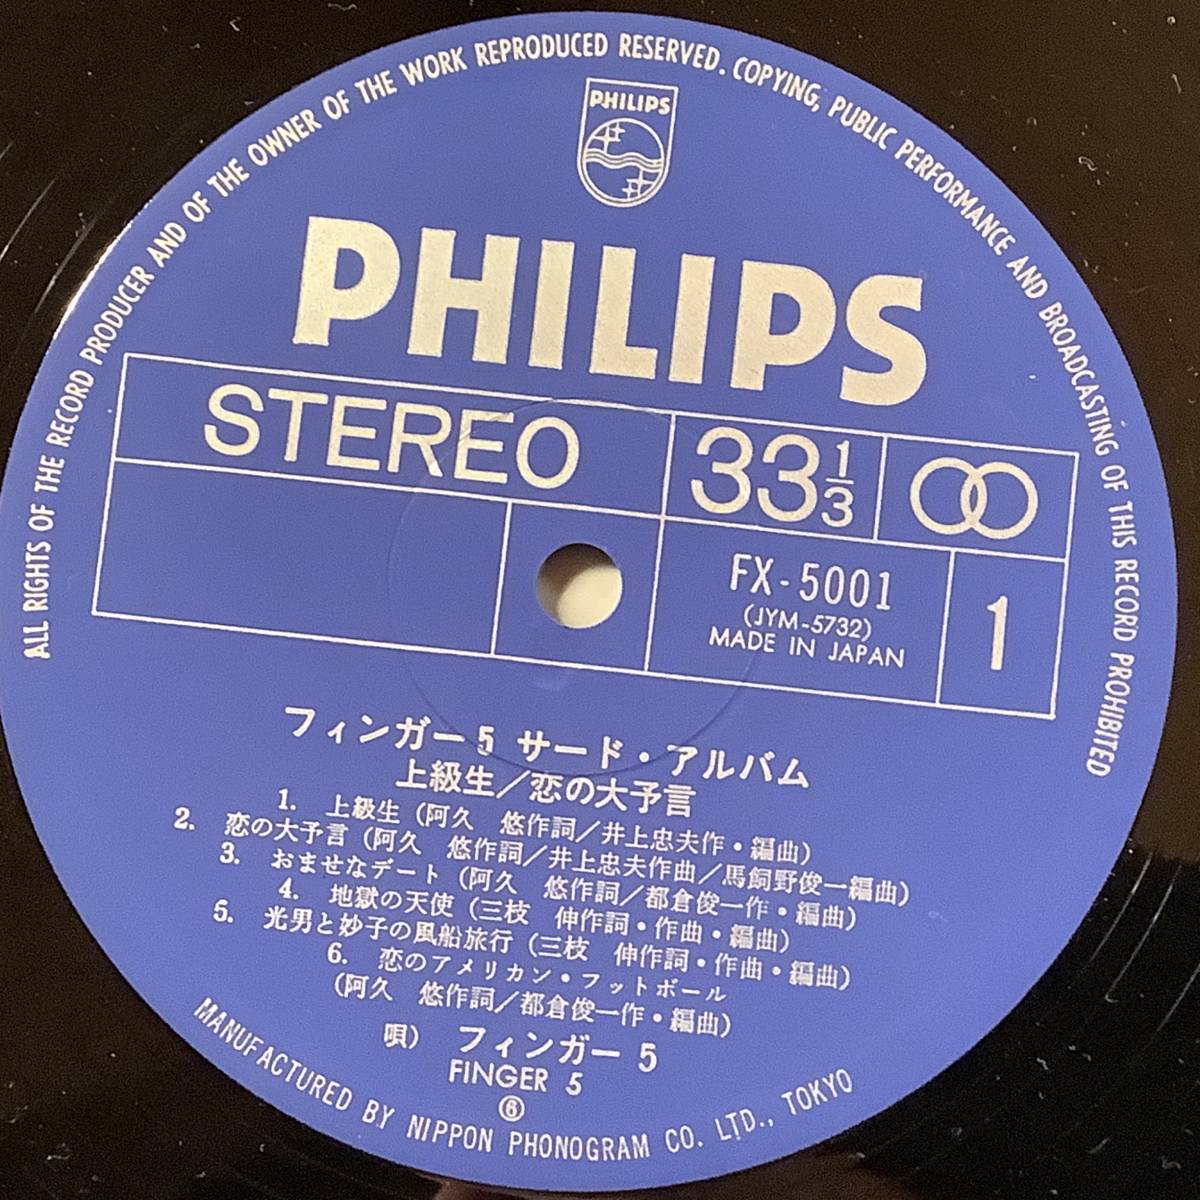 ALL RIGHTS OF THE RECORD PRODUCER AND OF THE OWNER OF THE WORK REPRODUCED RESERVED. COPYING, PUBLIC PERFORMANCE AND BROADCASTING OF THIS RECORD PROHIBITED
PHILIPS
PHILIPS
STEREO
33 1/3
FX-5001
(JYM-5732)
MADE IN JAPAN
1
フィンガー5 サード・アルバム
上級生/恋の大予言
1. 上級生 (阿久 悠作詞/井上忠夫作・編曲)
2. 恋の大予言 (阿久 悠作詞/井上忠夫作曲/馬飼野俊一編曲)
3. おませなデート (阿久 悠作詞/都倉俊一作・編曲)
4. 地獄の天使 (三枝 伸作詞・作曲・編曲)
5. 光男と妙子の風船旅行 (三枝 伸作詞・作曲・編曲)
6. 恋のアメリカン・フットボール
(阿久 悠作詞/都倉俊一作・編曲)
唄) フィンガー5
FINGER 5
⑥
MANUFACTURED BY NIPPON PHONOGRAM CO. LTD., TOKYO